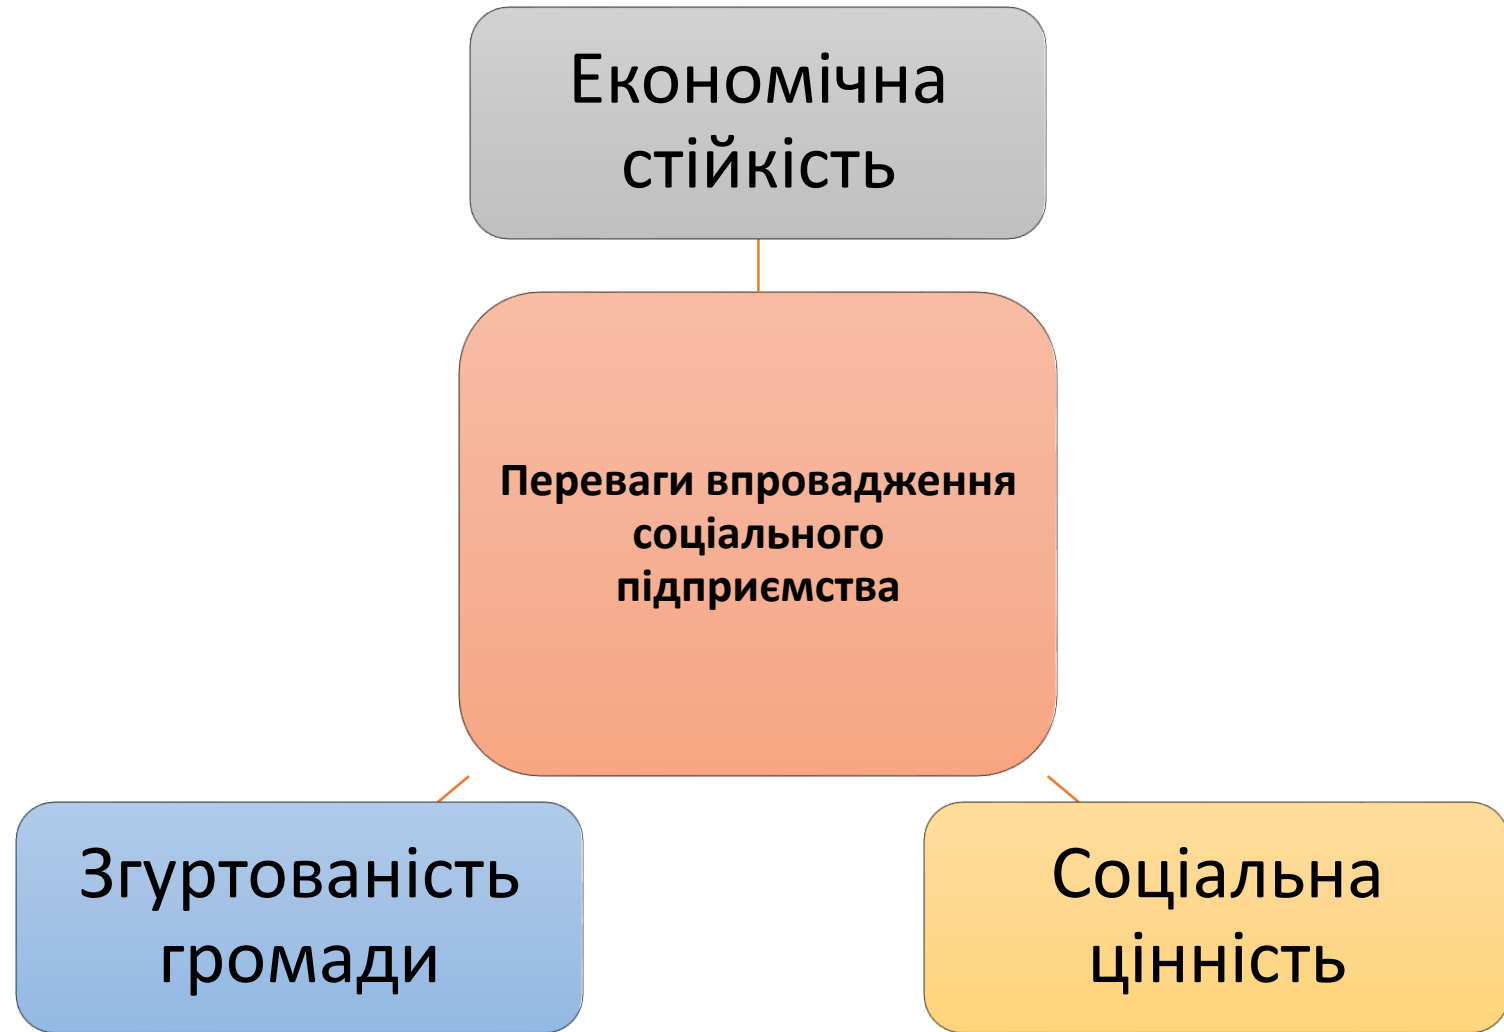 Економічна
стійкість
Переваги впровадження
соціального
підприємства
Згуртованість
громади
Соціальна
цінність